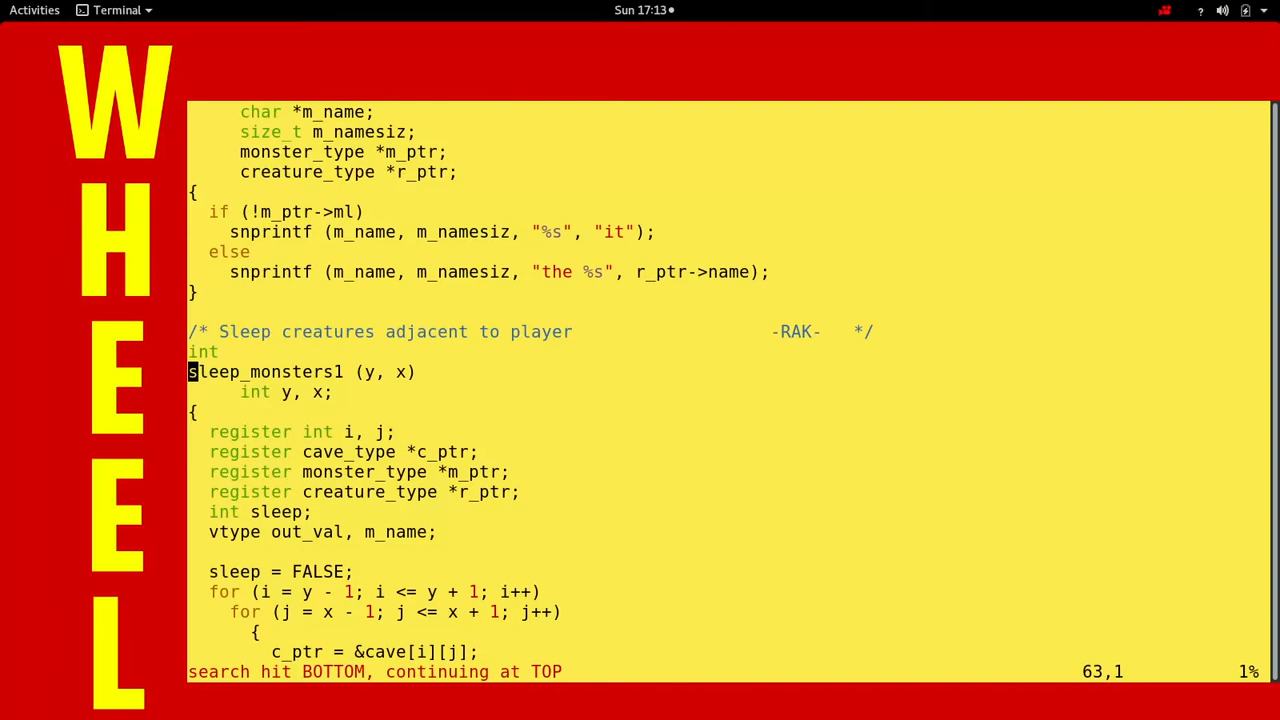 Activities Terminal Sun 17:13 ?
WHEEL
char *m_name;
size_t m_namesiz;
monster_type *m_ptr;
creature_type *r_ptr;
{
if (!m_ptr->ml)
snprintf (m_name, m_namesiz, "%s", "it");
else
snprintf (m_name, m_namesiz, "the %s", r_ptr->name);
}
/* Sleep creatures adjacent to player -RAK- */
int
sleep_monsters1 (y, x)
int y, x;
{
register int i, j;
register cave_type *c_ptr;
register monster_type *m_ptr;
register creature_type *r_ptr;
int sleep;
vtype out_val, m_name;
sleep = FALSE;
for (i = y - 1; i <= y + 1; i++)
for (j = x - 1; j <= x + 1; j++)
{
c_ptr = &cave[i][j];
search hit BOTTOM, continuing at TOP 63,1 1%